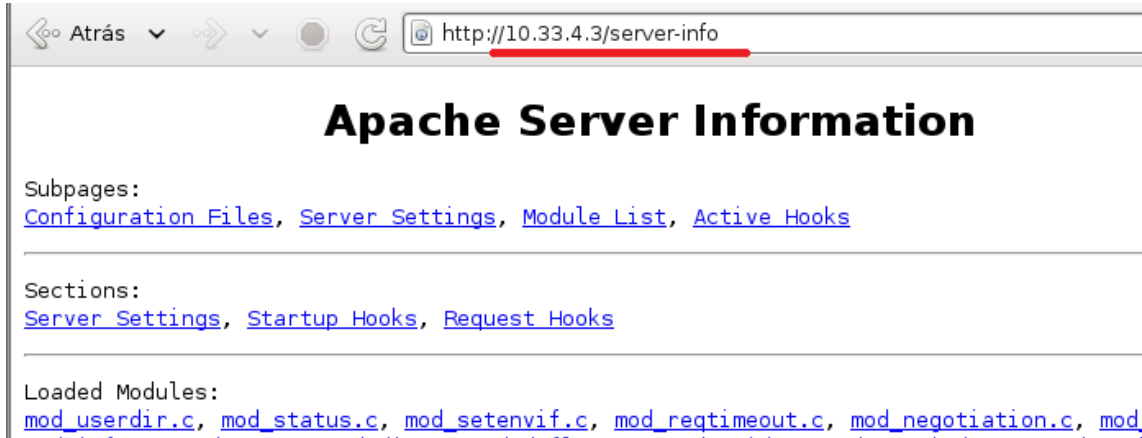 Atrás http://10.33.4.3/server-info
Apache Server Information
Subpages:
Configuration Files, Server Settings, Module List, Active Hooks
Sections:
Server Settings, Startup Hooks, Request Hooks
Loaded Modules:
mod_userdir.c, mod_status.c, mod_setenvif.c, mod_reqtimeout.c, mod_negotiation.c, mod_